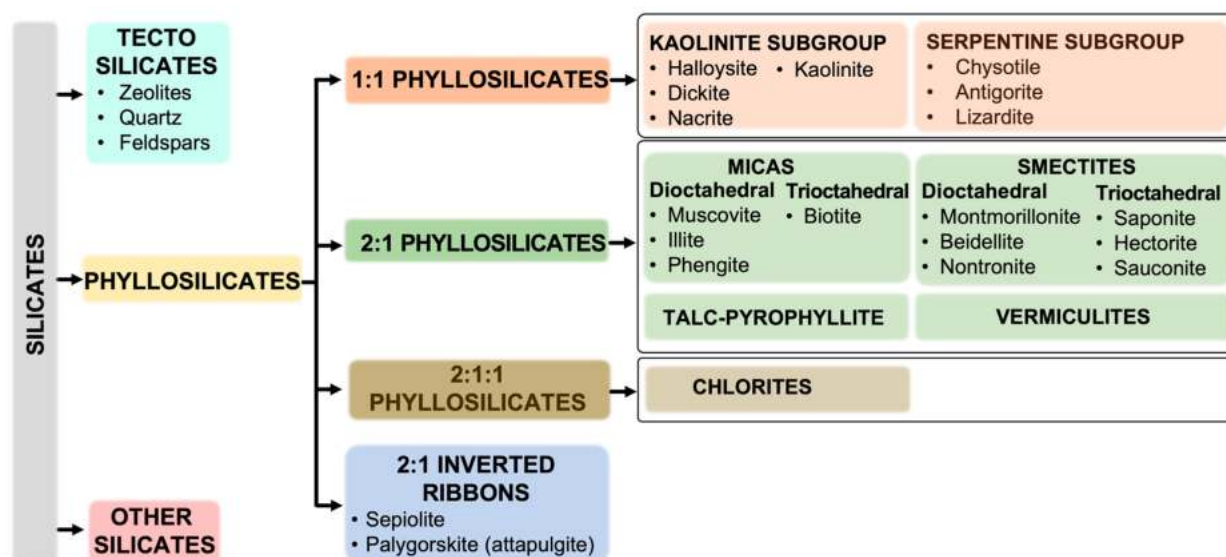 SILICATES
TECTO
SILICATES
• Zeolites
• Quartz
• Feldspars
PHYLLOSILICATES
OTHER
SILICATES
1:1 PHYLLOSILICATES
2:1 PHYLLOSILICATES
2:1:1
PHYLLOSILICATES
2:1 INVERTED
RIBBONS
• Sepiolite
• Palygorskite (attapulgite)
KAOLINITE SUBGROUP
• Halloysite • Kaolinite
• Dickite
• Nacrite
SERPENTINE SUBGROUP
• Chysotile
• Antigorite
• Lizardite
MICAS
Dioctahedral Trioctahedral
• Muscovite • Biotite
• Illite
• Phengite
SMECTITES
Dioctahedral Trioctahedral
• Montmorillonite • Saponite
• Beidellite • Hectorite
• Nontronite • Sauconite
TALC-PYROPHYLLITE
VERMICULITES
CHLORITES